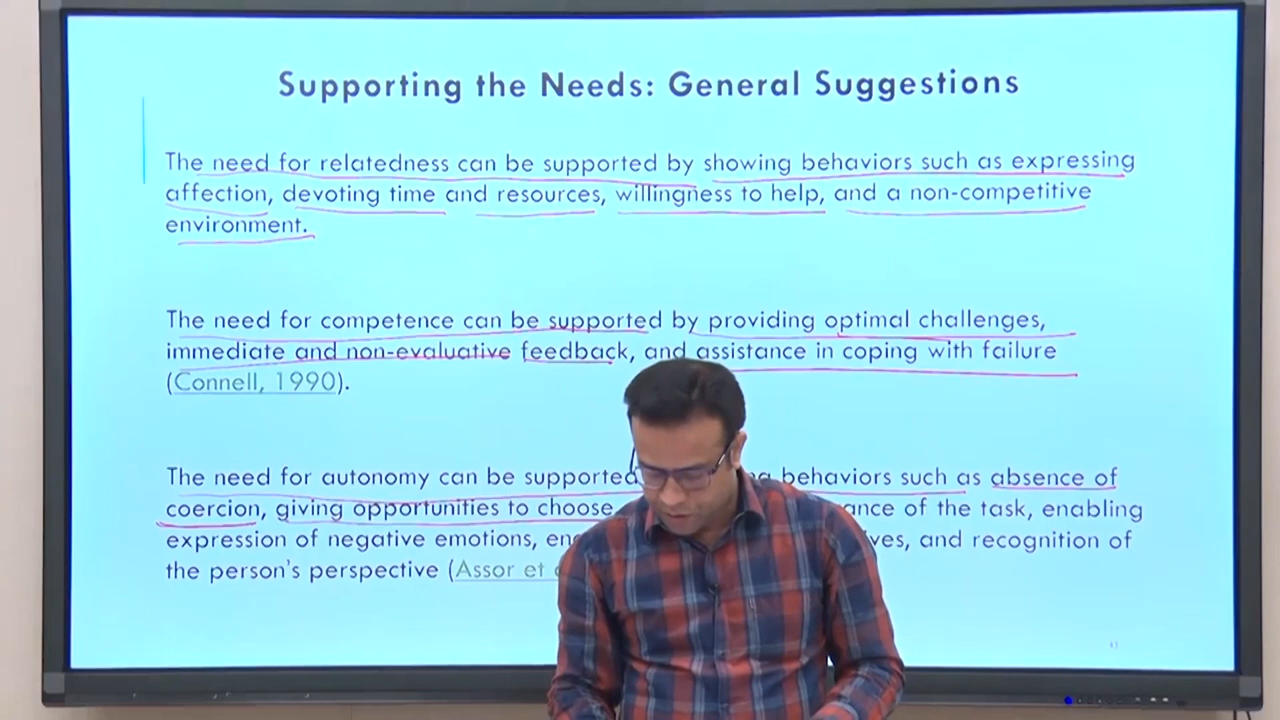 Supporting the Needs: General Suggestions
The need for relatedness can be supported by showing behaviors such as expressing
affection, devoting time and resources, willingness to help, and a non-competitive
environment.
The need for competence can be supported by providing optimal challenges,
immediate and non-evaluative feedback, and assistance in coping with failure
(Connell, 1990).
The need for autonomy can be supported behaviors such as absence of
coercion, giving opportunities to choose of the task, enabling
expression of negative emotions, and recognition of
the person's perspective (Assor et